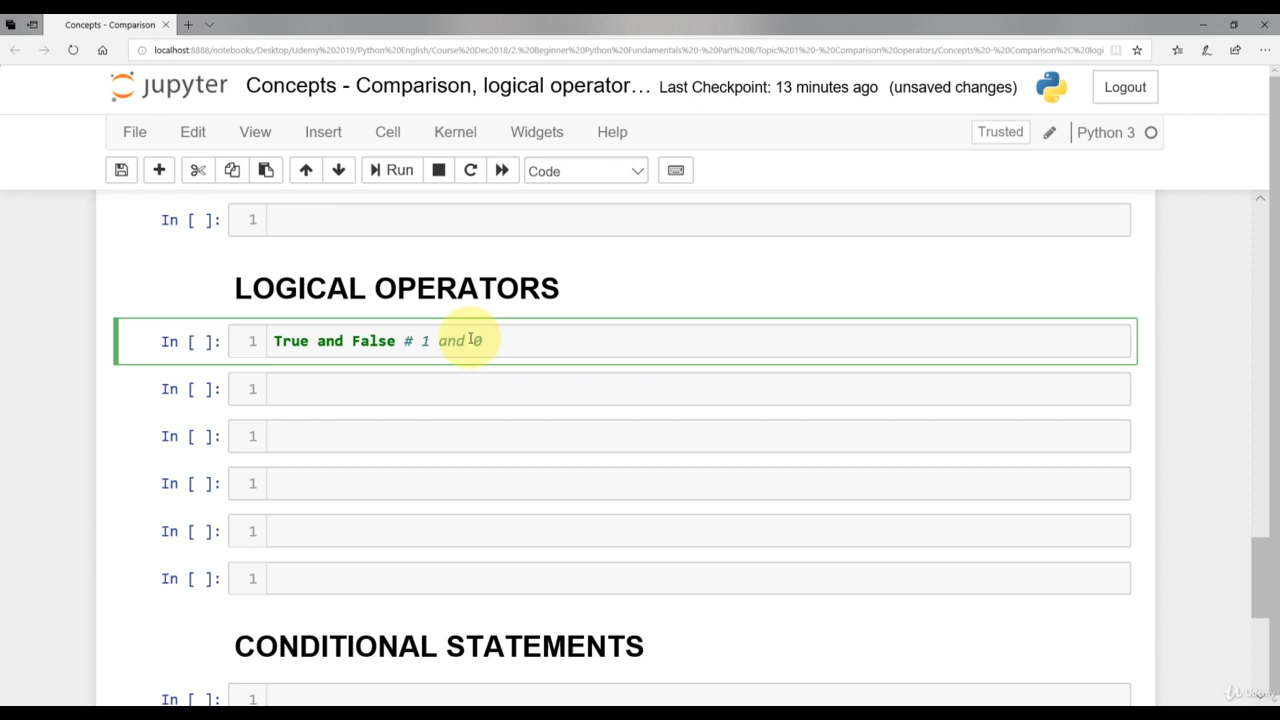 Concepts - Comparison
localhost:8888/notebooks/Desktop/Udemy%202019/Python%20English/Course%20Dec2018/2.%20Beginner%20Python%20Fundamentals%20-%20Part%20B/Topic%201%20-%20Comparison%20operators/Concepts%20-%20Comparison%2C%20logi
jupyter Concepts - Comparison, logical operator... Last Checkpoint: 13 minutes ago (unsaved changes) Logout
File Edit View Insert Cell Kernel Widgets Help Trusted Python 3
Run Code
In [ ]: 1
LOGICAL OPERATORS
In [ ]: 1 True and False # 1 and 0
In [ ]: 1
In [ ]: 1
In [ ]: 1
In [ ]: 1
In [ ]: 1
CONDITIONAL STATEMENTS
In [ ]: 1
Udemy